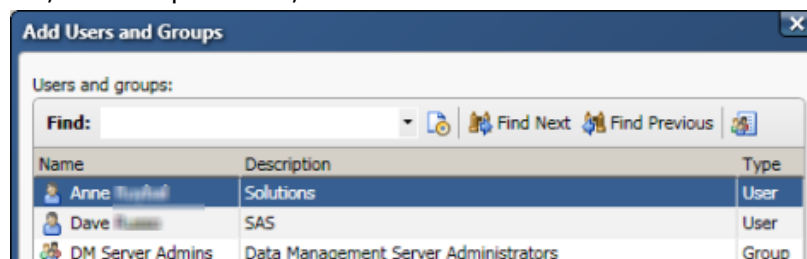 Add Users and Groups
Users and groups:
Find: Find Next Find Previous
Name Description Type
Anne Solutions User
Dave SAS User
DM Server Admins Data Management Server Administrators Group